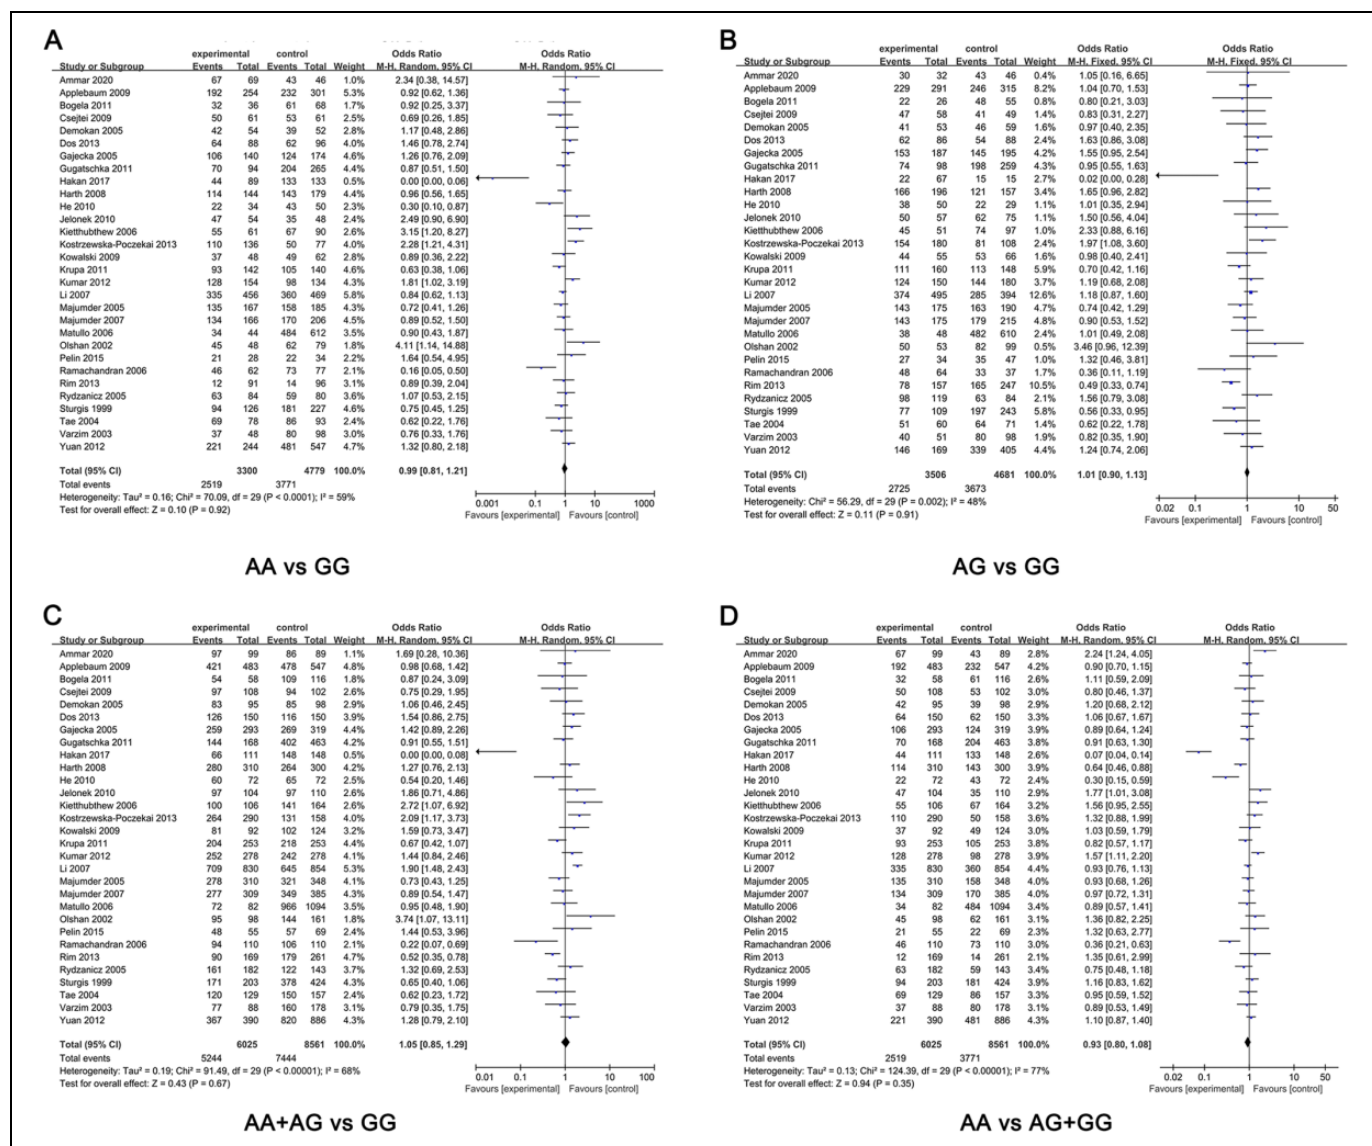 A
experimental control Odds Ratio Odds Ratio
Study or Subgroup Events Total Events Total Weight M-H. Random. 95% CI M-H. Random. 95% CI
Ammar 2020 67 69 43 46 1.0% 2.34 [0.38, 14.57]
Applebaum 2009 192 254 232 301 5.3% 0.92 [0.62, 1.36]
Bogela 2011 32 36 61 68 1.9% 0.92 [0.25, 3.37]
Csejtei 2009 50 61 53 61 2.6% 0.69 [0.26, 1.85]
Demokan 2005 42 54 39 52 2.9% 1.17 [0.48, 2.86]
Dos 2013 64 88 62 96 4.0% 1.46 [0.78, 2.74]
Gajecka 2005 106 140 124 174 4.6% 1.26 [0.76, 2.09]
Gugatschka 2011 70 94 204 265 4.4% 0.87 [0.51, 1.50]
Hakan 2017 44 89 133 133 0.5% 0.00 [0.00, 0.06]
Harth 2008 114 144 143 179 4.4% 0.96 [0.56, 1.65]
He 2010 22 34 43 50 2.4% 0.30 [0.10, 0.87]
Jelonek 2010 47 54 35 48 2.5% 2.49 [0.90, 6.90]
Kietthubthew 2006 55 61 67 90 2.7% 3.15 [1.20, 8.27]
Kostrzewska-Poczekai 2013 110 136 50 77 4.0% 2.28 [1.21, 4.31]
Kowalski 2009 37 48 49 62 2.9% 0.89 [0.36, 2.22]
Krupa 2011 93 142 105 140 4.6% 0.63 [0.38, 1.06]
Kumar 2012 128 154 98 134 4.2% 1.81 [1.02, 3.19]
Li 2007 335 456 360 469 5.8% 0.84 [0.62, 1.13]
Majumder 2005 135 167 158 185 4.2% 0.72 [0.41, 1.26]
Majumder 2007 134 166 170 206 4.5% 0.89 [0.52, 1.50]
Matullo 2006 34 44 484 612 3.5% 0.90 [0.43, 1.87]
Olshan 2002 45 48 62 79 1.8% 4.11 [1.14, 14.88]
Pelin 2015 21 28 22 34 2.3% 1.64 [0.54, 4.95]
Ramachandran 2006 46 62 73 77 2.1% 0.16 [0.05, 0.50]
Rim 2013 12 91 14 96 3.2% 0.89 [0.39, 2.04]
Rydzanicz 2005 63 84 59 80 3.6% 1.07 [0.53, 2.15]
Sturgis 1999 94 126 181 227 4.6% 0.75 [0.45, 1.25]
Tae 2004 69 78 86 93 2.5% 0.62 [0.22, 1.76]
Varzim 2003 37 48 80 98 3.1% 0.76 [0.33, 1.76]
Yuan 2012 221 244 481 547 4.7% 1.32 [0.80, 2.18]
Total (95% CI) 3300 4779 100.0% 0.99 [0.81, 1.21]
Total events 2519 3771
Heterogeneity: Tau² = 0.16; Chi² = 70.09, df = 29 (P < 0.0001); I² = 59%
Test for overall effect: Z = 0.10 (P = 0.92)
0.001 0.1 1 10 1000
Favours [experimental] Favours [control]
AA vs GG
B
experimental control Odds Ratio Odds Ratio
Study or Subgroup Events Total Events Total Weight M-H. Fixed. 95% CI M-H. Fixed. 95% CI
Ammar 2020 30 32 43 46 0.4% 1.05 [0.16, 6.65]
Applebaum 2009 229 291 246 315 8.2% 1.04 [0.70, 1.53]
Bogela 2011 22 26 48 55 0.8% 0.80 [0.21, 3.03]
Csejtei 2009 47 58 41 49 1.5% 0.83 [0.31, 2.27]
Demokan 2005 41 53 46 59 1.7% 0.97 [0.40, 2.35]
Dos 2013 62 86 54 88 2.5% 1.63 [0.86, 3.08]
Gajecka 2005 153 187 145 195 4.2% 1.55 [0.95, 2.54]
Gugatschka 2011 74 98 198 259 4.5% 0.95 [0.55, 1.63]
Hakan 2017 22 67 15 15 2.7% 0.02 [0.00, 0.28]
Harth 2008 166 196 121 157 3.4% 1.65 [0.96, 2.82]
He 2010 38 50 22 29 1.1% 1.01 [0.35, 2.94]
Jelonek 2010 50 57 62 75 1.1% 1.50 [0.56, 4.04]
Kietthubthew 2006 45 51 74 97 1.1% 2.33 [0.88, 6.16]
Kostrzewska-Poczekai 2013 154 180 81 108 2.4% 1.97 [1.08, 3.60]
Kowalski 2009 44 55 53 66 1.7% 0.98 [0.40, 2.41]
Krupa 2011 111 160 113 148 6.3% 0.70 [0.42, 1.16]
Kumar 2012 124 150 144 180 3.8% 1.19 [0.68, 2.08]
Li 2007 374 495 285 394 12.6% 1.18 [0.87, 1.60]
Majumder 2005 143 175 163 190 4.9% 0.74 [0.42, 1.29]
Majumder 2007 143 175 179 215 4.8% 0.90 [0.53, 1.52]
Matullo 2006 38 48 482 610 2.4% 1.01 [0.49, 2.08]
Olshan 2002 50 53 82 99 0.4% 3.46 [0.96, 12.39]
Pelin 2015 27 34 35 47 1.0% 1.32 [0.46, 3.81]
Ramachandran 2006 48 64 33 37 1.8% 0.36 [0.11, 1.19]
Rim 2013 78 157 165 247 10.5% 0.49 [0.33, 0.74]
Rydzanicz 2005 98 119 63 84 2.4% 1.56 [0.79, 3.08]
Sturgis 1999 77 109 197 243 5.8% 0.56 [0.33, 0.95]
Tae 2004 51 60 64 71 1.4% 0.62 [0.22, 1.78]
Varzim 2003 40 51 80 98 2.0% 0.82 [0.35, 1.90]
Yuan 2012 146 169 339 405 4.3% 1.24 [0.74, 2.06]
Total (95% CI) 3506 4681 100.0% 1.01 [0.90, 1.13]
Total events 2725 3673
Heterogeneity: Chi² = 56.29, df = 29 (P = 0.002); I² = 48%
Test for overall effect: Z = 0.11 (P = 0.91)
0.02 0.1 1 10 50
Favours [experimental] Favours [control]
AG vs GG
C
experimental control Odds Ratio Odds Ratio
Study or Subgroup Events Total Events Total Weight M-H. Random. 95% CI M-H. Random. 95% CI
Ammar 2020 97 99 86 89 1.1% 1.69 [0.28, 10.36]
Applebaum 2009 421 483 478 547 4.8% 0.98 [0.68, 1.42]
Bogela 2011 54 58 109 116 1.8% 0.87 [0.24, 3.09]
Csejtei 2009 97 108 94 102 2.7% 0.75 [0.29, 1.95]
Demokan 2005 83 95 85 98 3.1% 1.06 [0.46, 2.45]
Dos 2013 126 150 116 150 4.1% 1.54 [0.86, 2.75]
Gajecka 2005 259 293 269 319 4.5% 1.42 [0.89, 2.26]
Gugatschka 2011 144 168 402 463 4.4% 0.91 [0.55, 1.51]
Hakan 2017 66 111 148 148 0.5% 0.00 [0.00, 0.08]
Harth 2008 280 310 264 300 4.3% 1.27 [0.76, 2.13]
He 2010 60 72 65 72 2.6% 0.54 [0.20, 1.46]
Jelonek 2010 97 104 97 110 2.7% 1.86 [0.71, 4.86]
Kietthubthew 2006 100 106 141 164 2.7% 2.72 [1.07, 6.92]
Kostrzewska-Poczekai 2013 264 290 131 158 4.1% 2.09 [1.17, 3.73]
Kowalski 2009 81 92 102 124 3.4% 1.59 [0.73, 3.47]
Krupa 2011 204 253 218 253 4.5% 0.67 [0.42, 1.07]
Kumar 2012 252 278 242 278 4.3% 1.44 [0.84, 2.46]
Li 2007 709 830 645 854 5.3% 1.90 [1.48, 2.43]
Majumder 2005 278 310 321 348 4.2% 0.73 [0.43, 1.25]
Majumder 2007 277 309 349 385 4.4% 0.89 [0.54, 1.47]
Matullo 2006 72 82 966 1094 3.7% 0.95 [0.48, 1.90]
Olshan 2002 95 98 144 161 1.9% 3.74 [1.07, 13.11]
Pelin 2015 48 55 57 69 2.6% 1.44 [0.53, 3.96]
Ramachandran 2006 94 110 106 110 2.2% 0.22 [0.07, 0.69]
Rim 2013 90 169 179 261 4.7% 0.52 [0.35, 0.78]
Rydzanicz 2005 161 182 122 143 3.8% 1.32 [0.69, 2.53]
Sturgis 1999 171 203 378 424 4.4% 0.65 [0.40, 1.06]
Tae 2004 120 129 150 157 2.6% 0.62 [0.23, 1.72]
Varzim 2003 77 88 160 178 3.3% 0.79 [0.35, 1.75]
Yuan 2012 367 390 820 886 4.3% 1.28 [0.79, 2.10]
Total (95% CI) 6025 8561 100.0% 1.05 [0.85, 1.29]
Total events 5244 7444
Heterogeneity: Tau² = 0.19; Chi² = 91.49, df = 29 (P < 0.00001); I² = 68%
Test for overall effect: Z = 0.43 (P = 0.67)
0.01 0.1 1 10 100
Favours [experimental] Favours [control]
AA+AG vs GG
D
experimental control Odds Ratio Odds Ratio
Study or Subgroup Events Total Events Total Weight M-H. Random. 95% CI M-H. Random. 95% CI
Ammar 2020 67 99 43 89 2.8% 2.24 [1.24, 4.05]
Applebaum 2009 192 483 232 547 4.4% 0.90 [0.70, 1.15]
Bogela 2011 32 58 61 116 2.6% 1.11 [0.59, 2.09]
Csejtei 2009 50 108 53 102 3.0% 0.80 [0.46, 1.37]
Demokan 2005 42 95 39 98 2.9% 1.20 [0.68, 2.12]
Dos 2013 64 150 62 150 3.4% 1.06 [0.67, 1.67]
Gajecka 2005 106 293 124 319 4.1% 0.89 [0.64, 1.24]
Gugatschka 2011 70 168 204 463 3.9% 0.91 [0.63, 1.30]
Hakan 2017 44 111 133 148 2.7% 0.07 [0.04, 0.14]
Harth 2008 114 310 143 300 4.1% 0.64 [0.46, 0.88]
He 2010 22 72 43 72 2.4% 0.30 [0.15, 0.59]
Jelonek 2010 47 104 35 110 2.9% 1.77 [1.01, 3.08]
Kietthubthew 2006 55 106 67 164 3.2% 1.56 [0.95, 2.55]
Kostrzewska-Poczekai 2013 110 290 50 158 3.7% 1.32 [0.88, 1.99]
Kowalski 2009 37 92 49 124 2.9% 1.03 [0.59, 1.79]
Krupa 2011 93 253 105 253 3.9% 0.82 [0.57, 1.17]
Kumar 2012 128 278 98 278 4.0% 1.57 [1.11, 2.20]
Li 2007 335 830 360 854 4.6% 0.93 [0.76, 1.13]
Majumder 2005 135 310 158 348 4.1% 0.93 [0.68, 1.26]
Majumder 2007 134 309 170 385 4.2% 0.97 [0.72, 1.31]
Matullo 2006 34 82 484 1094 3.4% 0.89 [0.57, 1.41]
Olshan 2002 45 98 62 161 3.1% 1.36 [0.82, 2.25]
Pelin 2015 21 55 22 69 2.2% 1.32 [0.63, 2.77]
Ramachandran 2006 46 110 73 110 3.0% 0.36 [0.21, 0.63]
Rim 2013 12 169 14 261 2.0% 1.35 [0.61, 2.99]
Rydzanicz 2005 63 182 59 143 3.4% 0.75 [0.48, 1.18]
Sturgis 1999 94 203 181 424 4.0% 1.16 [0.83, 1.62]
Tae 2004 69 129 86 157 3.3% 0.95 [0.59, 1.52]
Varzim 2003 37 88 80 178 3.1% 0.89 [0.53, 1.49]
Yuan 2012 221 390 481 886 4.4% 1.10 [0.87, 1.40]
Total (95% CI) 6025 8561 100.0% 0.93 [0.80, 1.08]
Total events 2519 3771
Heterogeneity: Tau² = 0.13; Chi² = 124.39, df = 29 (P < 0.00001); I² = 77%
Test for overall effect: Z = 0.94 (P = 0.35)
0.02 0.1 1 10 50
Favours [experimental] Favours [control]
AA vs AG+GG